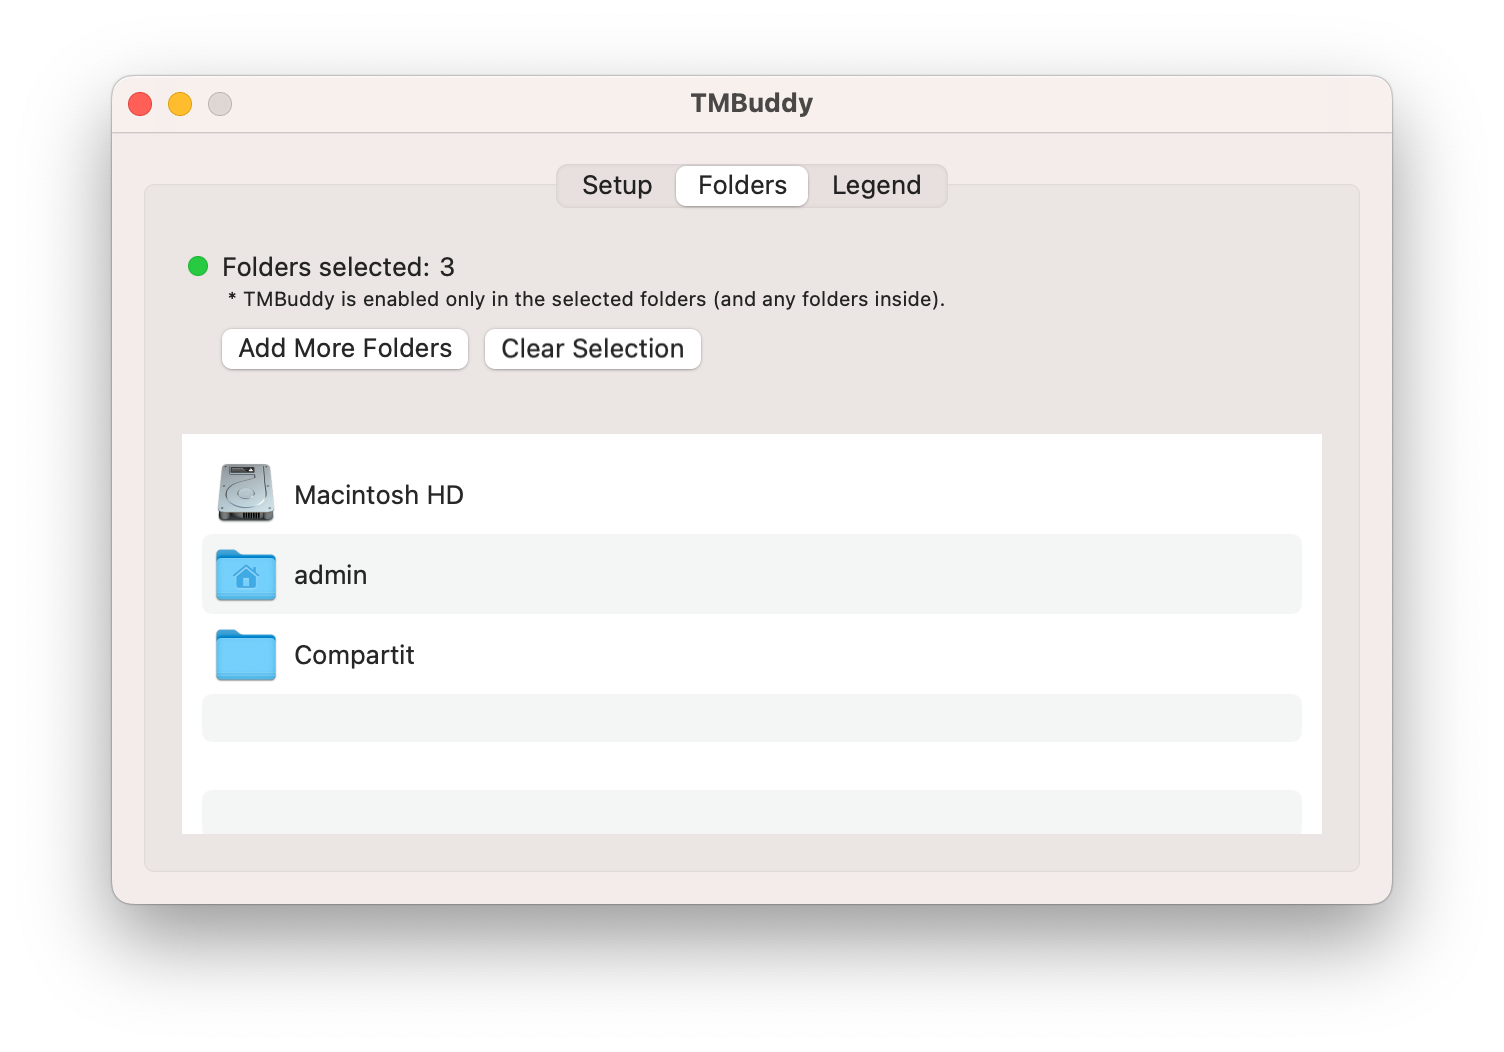 TMBuddy
Setup Folders Legend
Folders selected: 3
* TMBuddy is enabled only in the selected folders (and any folders inside).
Add More Folders Clear Selection
Macintosh HD
admin
Compartit